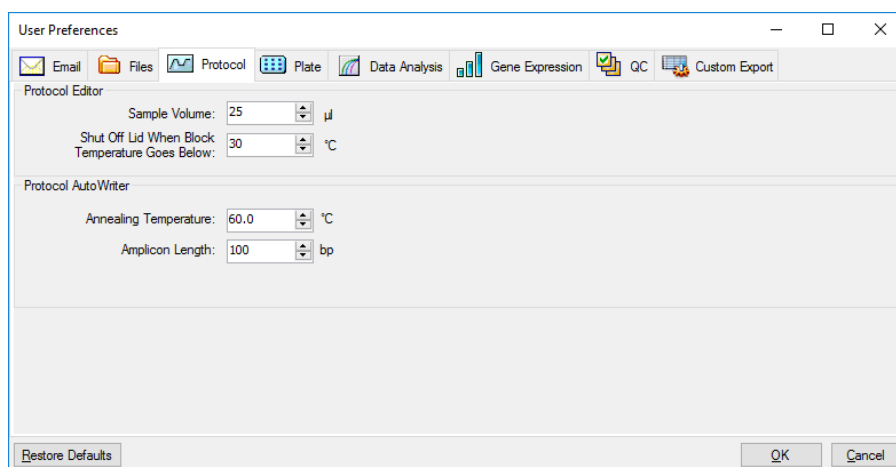 User Preferences
Email Files Protocol Plate Data Analysis Gene Expression QC Custom Export
Protocol Editor
Sample Volume: 25 µl
Shut Off Lid When Block
Temperature Goes Below: 30 °C
Protocol AutoWriter
Annealing Temperature: 60.0 °C
Amplicon Length: 100 bp
Restore Defaults OK Cancel